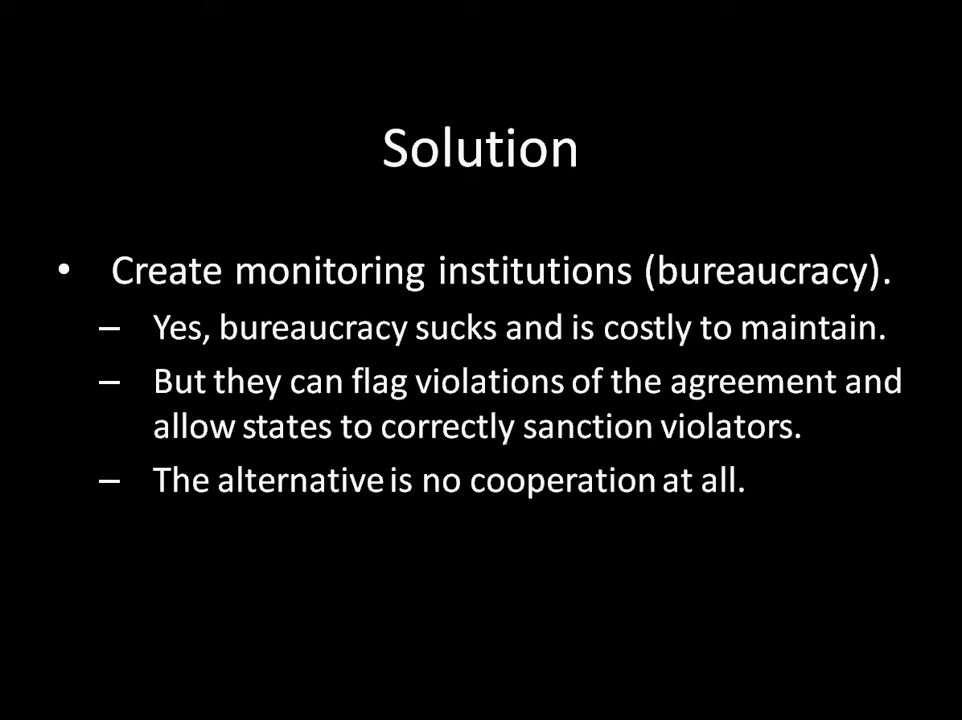 Solution
• Create monitoring institutions (bureaucracy).
– Yes, bureaucracy sucks and is costly to maintain.
– But they can flag violations of the agreement and
allow states to correctly sanction violators.
– The alternative is no cooperation at all.